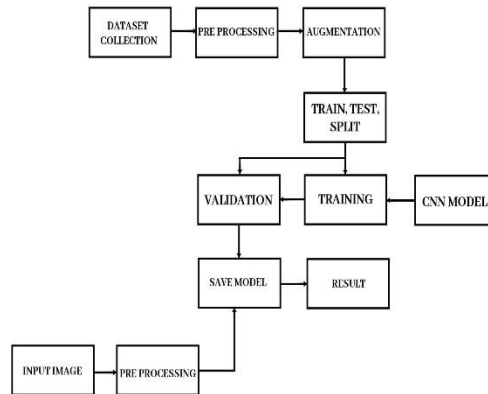 DATASET
COLLECTION
PRE PROCESSING
AUGMENTATION
TRAIN, TEST,
SPLIT
VALIDATION
TRAINING
CNN MODEL
SAVE MODEL
RESULT
INPUT IMAGE
PRE PROCESSING